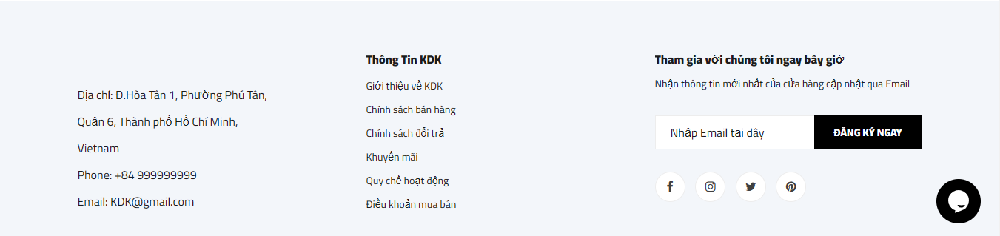 Địa chỉ: Đ.Hòa Tân 1, Phường Phú Tân,
Quận 6, Thành phố Hồ Chí Minh,
Vietnam
Phone: +84 999999999
Email: KDK@gmail.com
Thông Tin KDK
Giới thiệu về KDK
Chính sách bán hàng
Chính sách đổi trả
Khuyến mãi
Quy chế hoạt động
Điều khoản mua bán
Tham gia với chúng tôi ngay bây giờ
Nhận thông tin mới nhất của cửa hàng cập nhật qua Email
Nhập Email tại đây
ĐĂNG KÝ NGAY